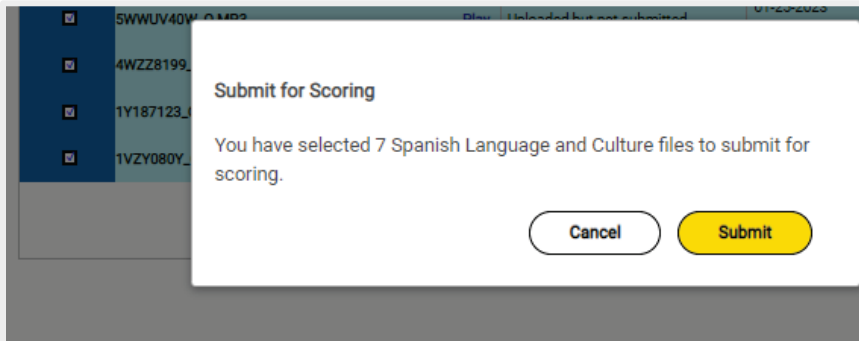 5WWUV40W_O.MP3 Play Uploaded but not submitted 01-25-2023
4WZZ8199_
1Y187123_
1VZY080Y_
Submit for Scoring
You have selected 7 Spanish Language and Culture files to submit for
scoring.
Cancel Submit